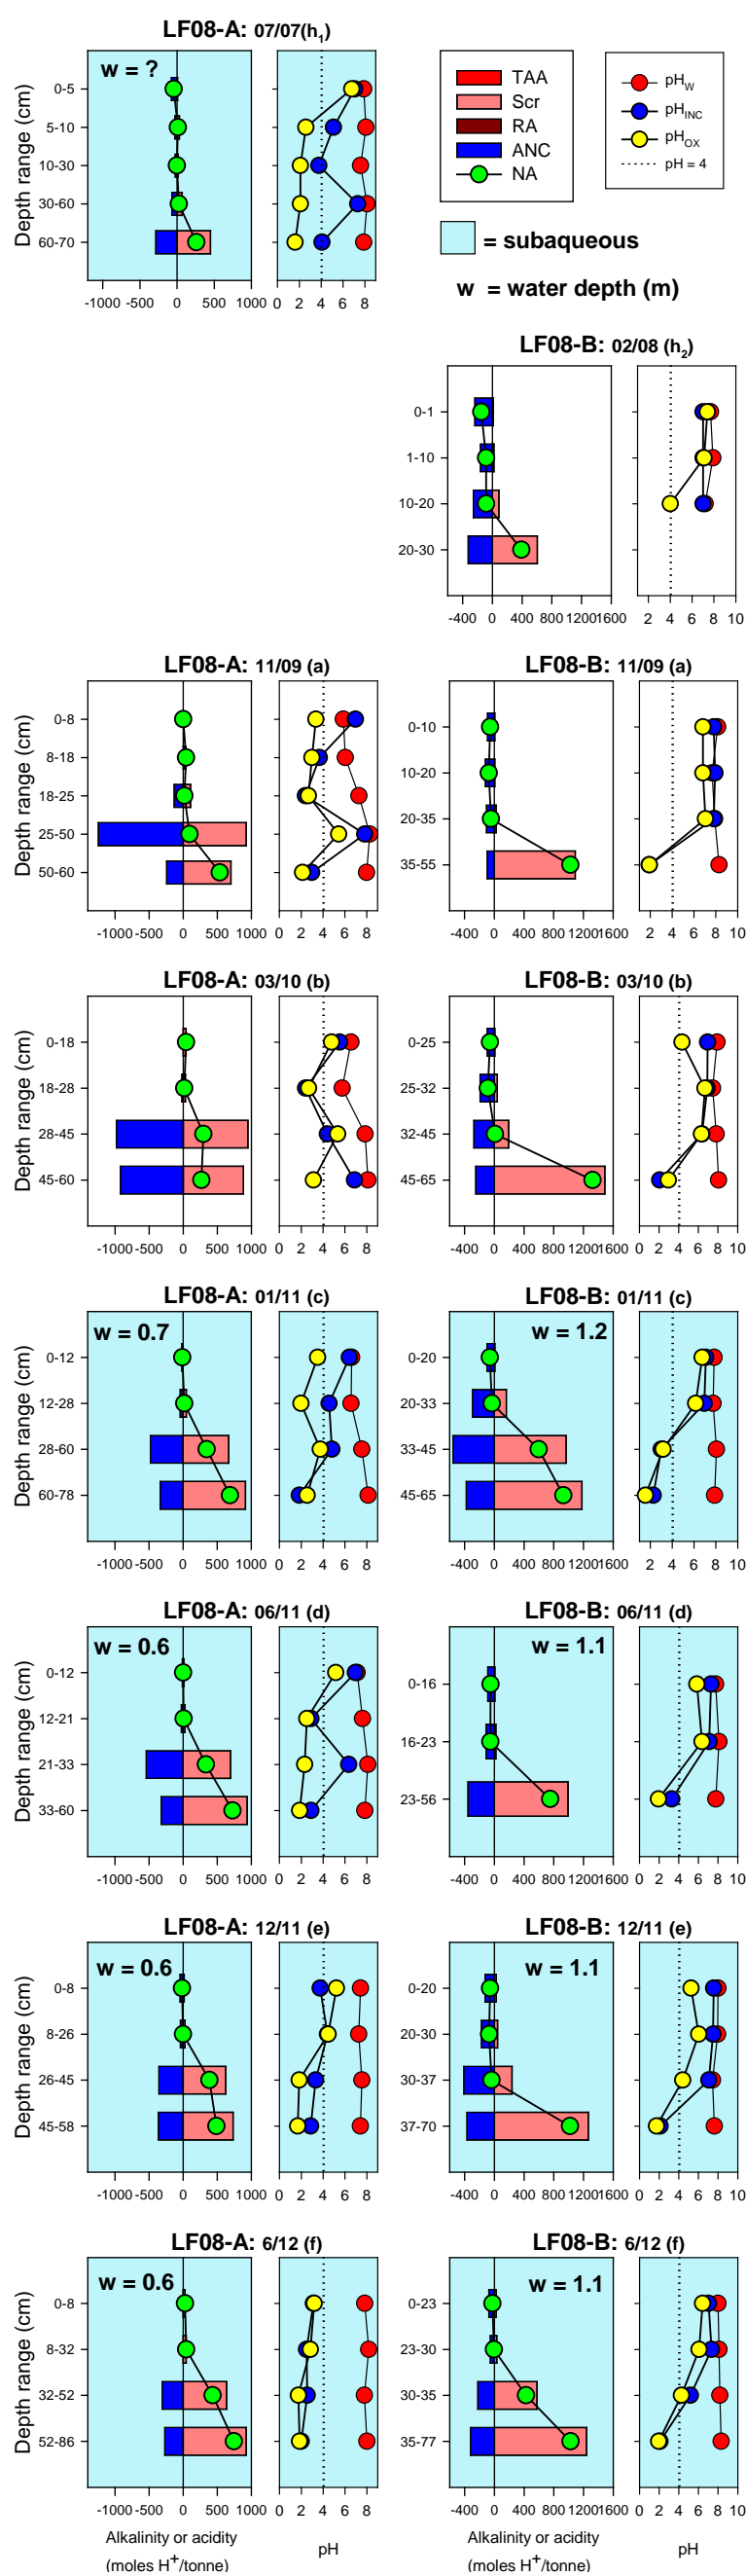 LF08-A: 07/07(h1)
w = ?
Depth range (cm)
0-5
5-10
10-30
30-60
60-70
-1000 -500 0 500 1000
0 2 4 6 8
TAA
Scr
RA
ANC
NA
pHW
pHINC
pHOX
pH = 4
= subaqueous
w = water depth (m)
LF08-B: 02/08 (h2)
0-1
1-10
10-20
20-30
-400 0 400 800 1200 1600
2 4 6 8 10
LF08-A: 11/09 (a)
Depth range (cm)
0-8
8-18
18-25
25-50
50-60
-1000 -500 0 500 1000
0 2 4 6 8
LF08-B: 11/09 (a)
0-10
10-20
20-35
35-55
-400 0 400 800 1200 1600
2 4 6 8 10
LF08-A: 03/10 (b)
Depth range (cm)
0-18
18-28
28-45
45-60
-1000 -500 0 500 1000
0 2 4 6 8
LF08-B: 03/10 (b)
0-25
25-32
32-45
45-65
-400 0 400 800 1200 1600
0 2 4 6 8 10
LF08-A: 01/11 (c)
w = 0.7
Depth range (cm)
0-12
12-28
28-60
60-78
-1000 -500 0 500 1000
0 2 4 6 8
LF08-B: 01/11 (c)
w = 1.2
0-20
20-33
33-45
45-65
-400 0 400 800 1200 1600
2 4 6 8 10
LF08-A: 06/11 (d)
w = 0.6
Depth range (cm)
0-12
12-21
21-33
33-60
-1000 -500 0 500 1000
0 2 4 6 8
LF08-B: 06/11 (d)
w = 1.1
0-16
16-23
23-56
-400 0 400 800 1200 1600
0 2 4 6 8 10
LF08-A: 12/11 (e)
w = 0.6
Depth range (cm)
0-8
8-26
26-45
45-58
-1000 -500 0 500 1000
0 2 4 6 8
LF08-B: 12/11 (e)
w = 1.1
0-20
20-30
30-37
37-70
-400 0 400 800 1200 1600
0 2 4 6 8 10
LF08-A: 6/12 (f)
w = 0.6
Depth range (cm)
0-8
8-32
32-52
52-86
-1000 -500 0 500 1000
0 2 4 6 8
LF08-B: 6/12 (f)
w = 1.1
0-23
23-30
30-35
35-77
-400 0 400 800 1200 1600
0 2 4 6 8 10
Alkalinity or acidity
(moles H+/tonne)
pH
Alkalinity or acidity
(moles H+/tonne)
pH